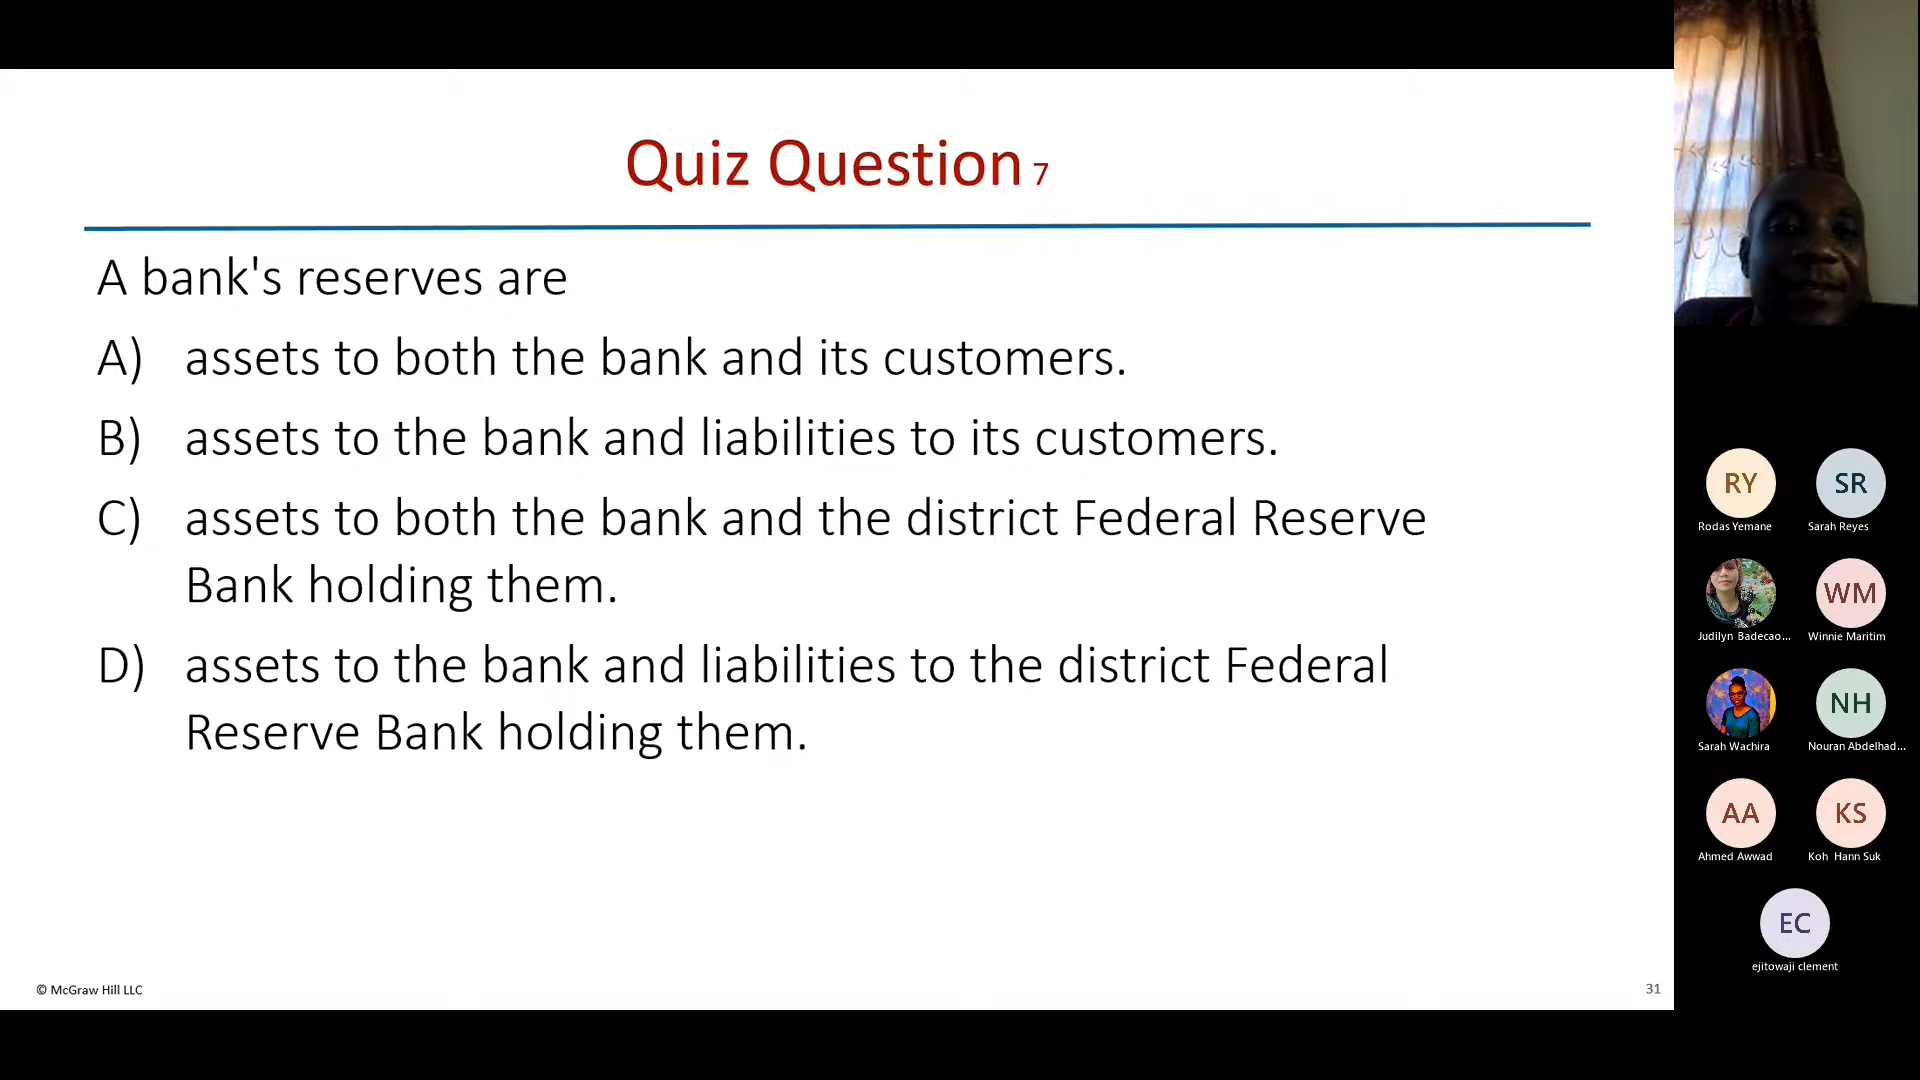 Quiz Question 7
A bank's reserves are
A) assets to both the bank and its customers.
B) assets to the bank and liabilities to its customers.
C) assets to both the bank and the district Federal Reserve
Bank holding them.
D) assets to the bank and liabilities to the district Federal
Reserve Bank holding them.
© McGraw Hill LLC
31
RY
Rodas Yemane
SR
Sarah Reyes
Judilyn Badecao...
WM
Winnie Maritim
Sarah Wachira
NH
Nouran Abdelhad...
AA
Ahmed Awwad
KS
Koh Hann Suk
EC
ejitowaji clement